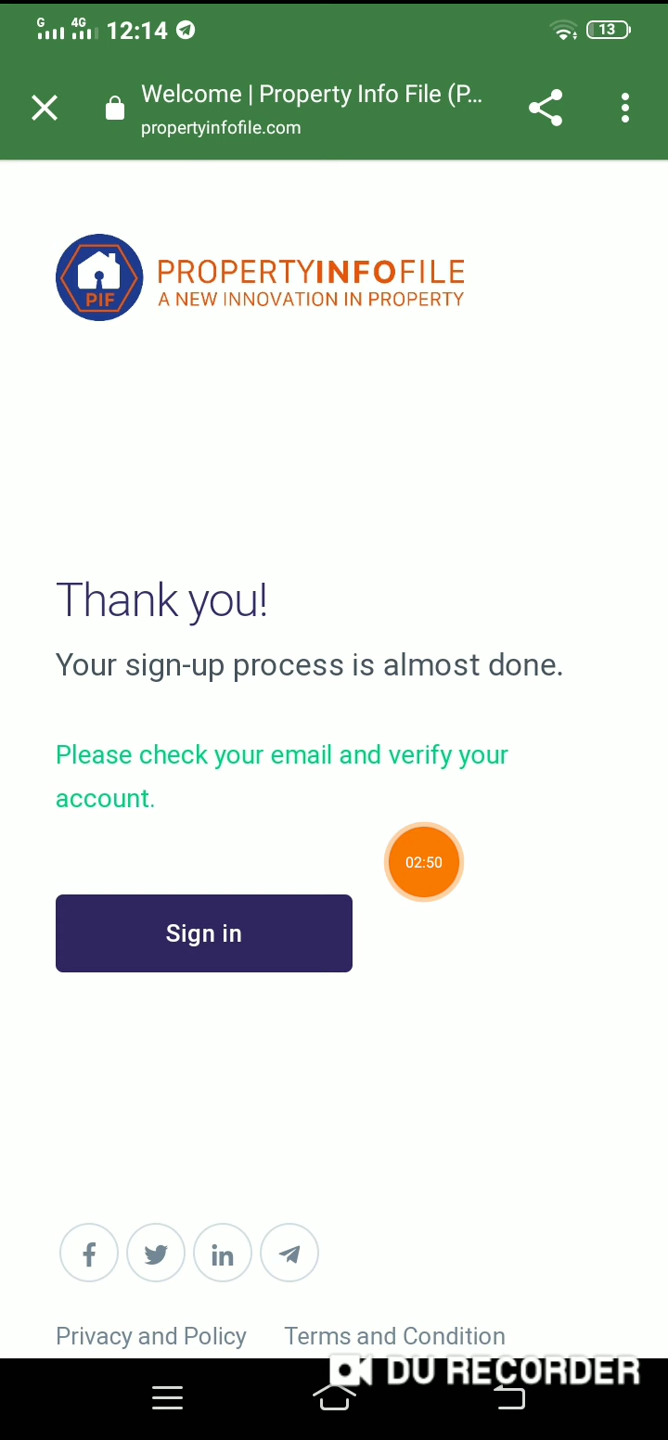 G 4G 12:14 13
Welcome | Property Info File (P...
propertyinfofile.com
PIF
PROPERTYINFOFILE
A NEW INNOVATION IN PROPERTY
Thank you!
Your sign-up process is almost done.
Please check your email and verify your
account.
02:50
Sign in
f in
Privacy and Policy Terms and Condition
DU RECORDER